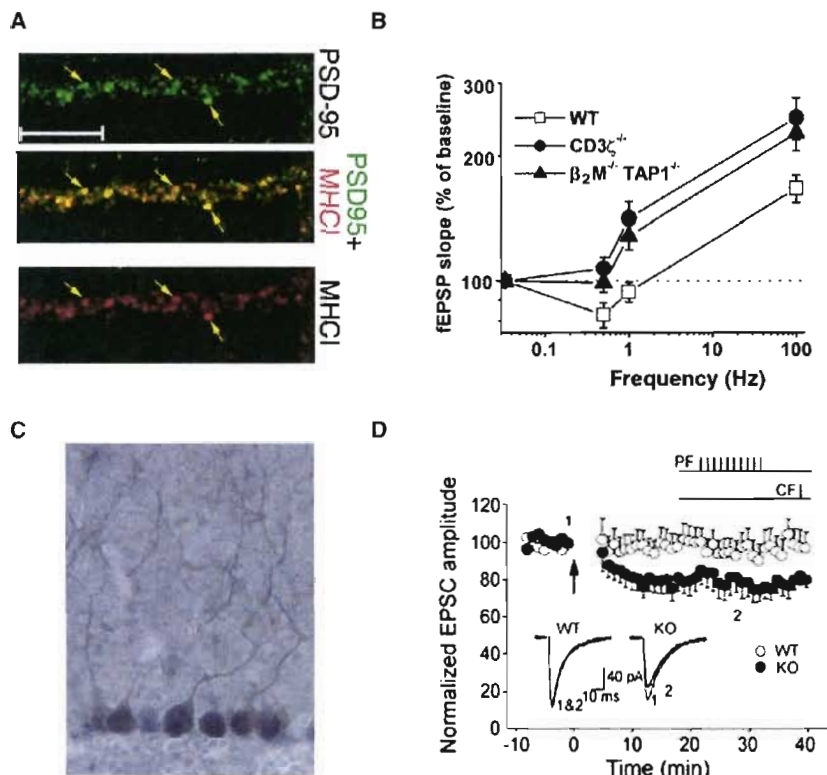 A
PSD-95
PSD95+
MHCI
MHCI
B
300
200
100
fEPSP slope (% of baseline)
WT
CD3ζ-/-
β2M-/- TAP1-/-
0.1
1
10
100
Frequency (Hz)
C
D
PF
CF
120
100
80
60
40
20
0
Normalized EPSC amplitude
1
2
WT
KO
1&2
10 ms
40 pA
1
2
WT
KO
-10
0
10
20
30
40
Time (min)